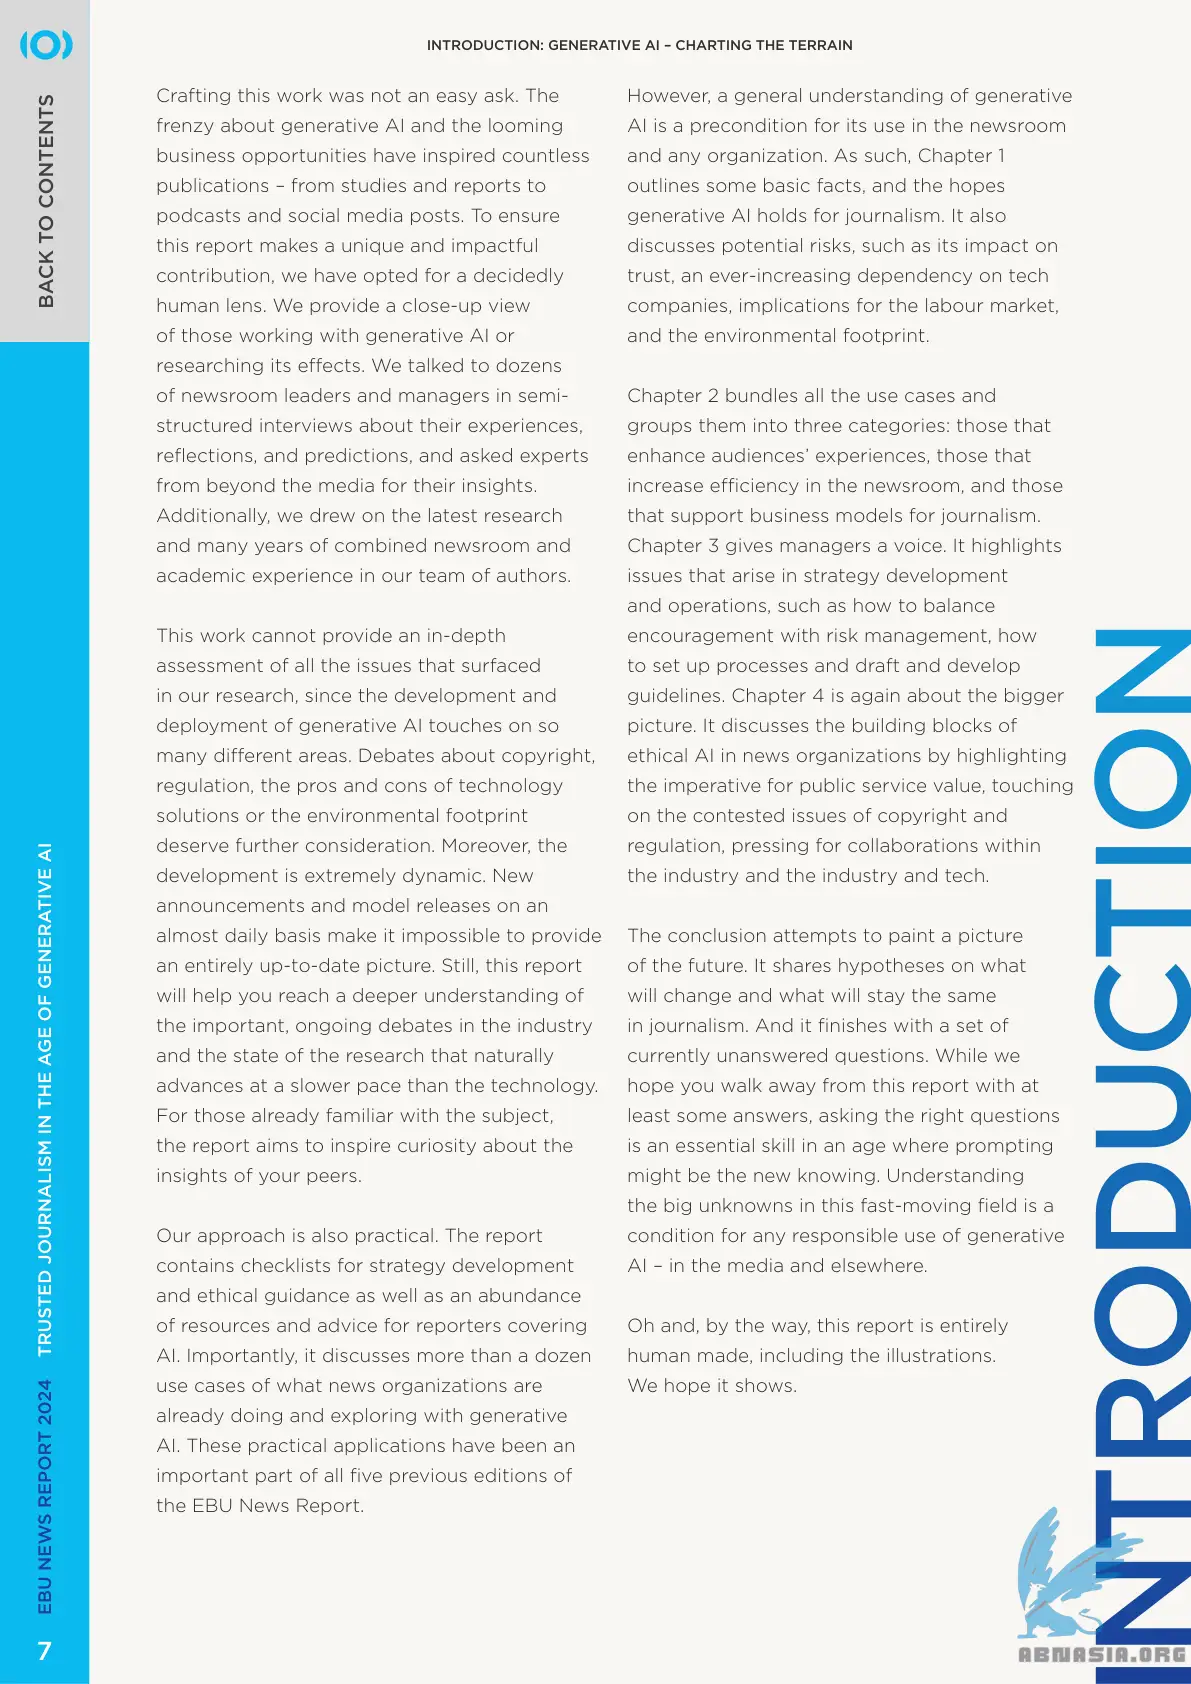 INTRODUCTION: GENERATIVE AI – CHARTING THE TERRAIN
BACK TO CONTENTS
Crafting this work was not an easy ask. The
frenzy about generative AI and the looming
business opportunities have inspired countless
publications – from studies and reports to
podcasts and social media posts. To ensure
this report makes a unique and impactful
contribution, we have opted for a decidedly
human lens. We provide a close-up view
of those working with generative AI or
researching its effects. We talked to dozens
of newsroom leaders and managers in semi-
structured interviews about their experiences,
reflections, and predictions, and asked experts
from beyond the media for their insights.
Additionally, we drew on the latest research
and many years of combined newsroom and
academic experience in our team of authors.
This work cannot provide an in-depth
assessment of all the issues that surfaced
in our research, since the development and
deployment of generative AI touches on so
many different areas. Debates about copyright,
regulation, the pros and cons of technology
solutions or the environmental footprint
deserve further consideration. Moreover, the
development is extremely dynamic. New
announcements and model releases on an
almost daily basis make it impossible to provide
an entirely up-to-date picture. Still, this report
will help you reach a deeper understanding of
the important, ongoing debates in the industry
and the state of the research that naturally
advances at a slower pace than the technology.
For those already familiar with the subject,
the report aims to inspire curiosity about the
insights of your peers.
Our approach is also practical. The report
contains checklists for strategy development
and ethical guidance as well as an abundance
of resources and advice for reporters covering
AI. Importantly, it discusses more than a dozen
use cases of what news organizations are
already doing and exploring with generative
AI. These practical applications have been an
important part of all five previous editions of
the EBU News Report.
However, a general understanding of generative
AI is a precondition for its use in the newsroom
and any organization. As such, Chapter 1
outlines some basic facts, and the hopes
generative AI holds for journalism. It also
discusses potential risks, such as its impact on
trust, an ever-increasing dependency on tech
companies, implications for the labour market,
and the environmental footprint.
Chapter 2 bundles all the use cases and
groups them into three categories: those that
enhance audiences’ experiences, those that
increase efficiency in the newsroom, and those
that support business models for journalism.
Chapter 3 gives managers a voice. It highlights
issues that arise in strategy development
and operations, such as how to balance
encouragement with risk management, how
to set up processes and draft and develop
guidelines. Chapter 4 is again about the bigger
picture. It discusses the building blocks of
ethical AI in news organizations by highlighting
the imperative for public service value, touching
on the contested issues of copyright and
regulation, pressing for collaborations within
the industry and the industry and tech.
The conclusion attempts to paint a picture
of the future. It shares hypotheses on what
will change and what will stay the same
in journalism. And it finishes with a set of
currently unanswered questions. While we
hope you walk away from this report with at
least some answers, asking the right questions
is an essential skill in an age where prompting
might be the new knowing. Understanding
the big unknowns in this fast-moving field is a
condition for any responsible use of generative
AI – in the media and elsewhere.
Oh and, by the way, this report is entirely
human made, including the illustrations.
We hope it shows.
INTRODUCTION
EBU NEWS REPORT 2024 TRUSTED JOURNALISM IN THE AGE OF GENERATIVE AI
7
ABNASIA.ORG